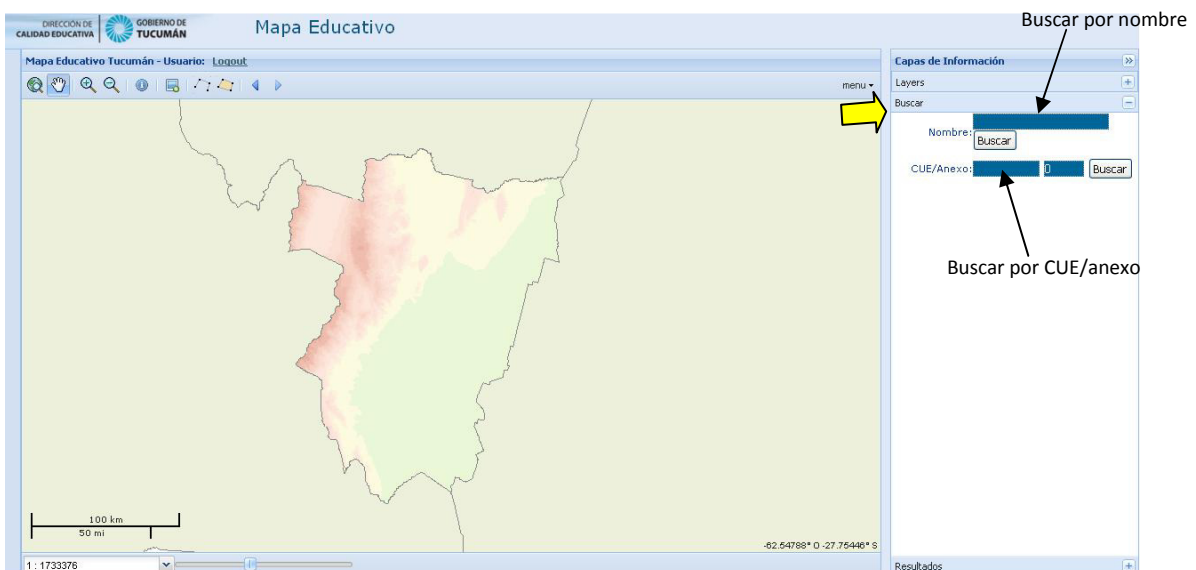 Buscar por nombre
DIRECCIÓN DE
CALIDAD EDUCATIVA
GOBIERNO DE
TUCUMÁN
Mapa Educativo
Mapa Educativo Tucumán - Usuario: Logout
Capas de Información
menu
Layers
Buscar
Nombre:
Buscar
CUE/Anexo:
0
Buscar
Buscar por CUE/anexo
100 km
50 mi
-62.54788° O -27.75446° S
1 : 1733376
Resultados